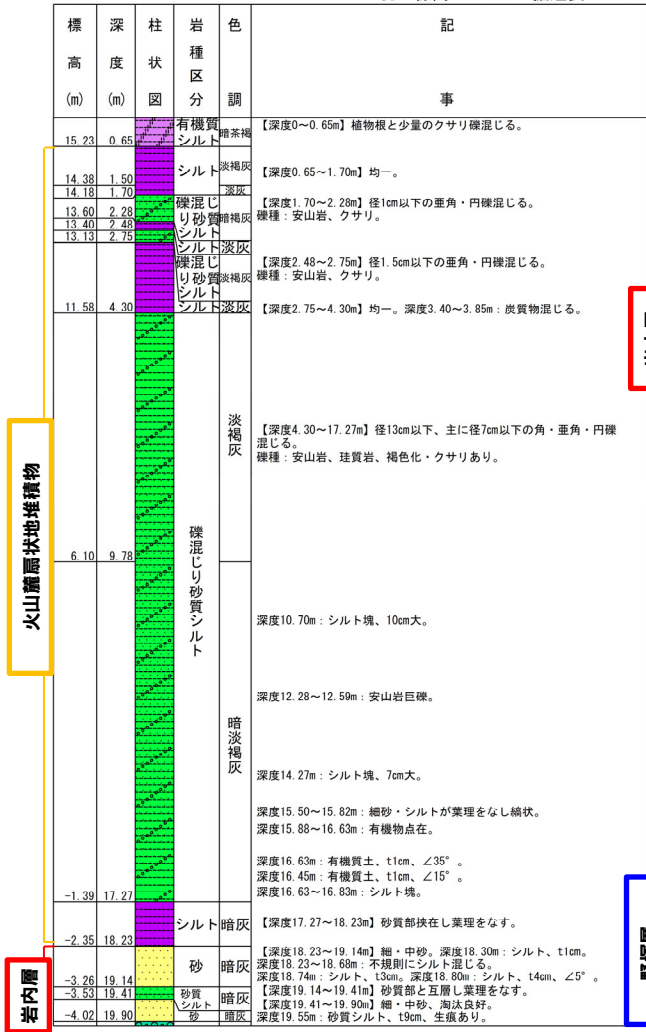 標高(m) 深度(m) 柱状図 岩種区分 色調 記事
15.23 0.65 有機質シルト 暗茶褐 【深度0~0.65m】植物根と少量のクサリ礫混じる。
14.38 1.50 シルト 淡褐灰 【深度0.65~1.70m】均一。
14.18 1.70 淡灰
13.60 2.28 礫混じり砂質シルト 暗褐灰 【深度1.70~2.28m】径1cm以下の亜角・円礫混じる。
礫種:安山岩、クサリ。
13.40 2.48 シルト 淡灰
13.13 2.75 礫混じり砂質シルト 淡褐灰 【深度2.48~2.75m】径1.5cm以下の亜角・円礫混じる。
礫種:安山岩、クサリ。
11.58 4.30 シルト 淡灰 【深度2.75~4.30m】均一。深度3.40~3.85m:炭質物混じる。
火山麓扇状地堆積物
6.10 9.78 礫混じり砂質シルト 淡褐灰 【深度4.30~17.27m】径13cm以下、主に径7cm以下の角・亜角・円礫
混じる。
礫種:安山岩、珪質岩、褐色化・クサリあり。
暗淡褐灰
深度10.70m:シルト塊、10cm大。
深度12.28~12.59m:安山岩巨礫。
深度14.27m:シルト塊、7cm大。
深度15.50~15.82m:細砂・シルトが葉理をなし縞状。
深度15.88~16.63m:有機物点在。
深度16.63m:有機質土、t1cm、∠35°。
深度16.45m:有機質土、t1cm、∠15°。
深度16.63~16.83m:シルト塊。
-1.39 17.27
-2.35 18.23 シルト 暗灰 【深度17.27~18.23m】砂質部挟在し葉理をなす。
岩内層
-3.26 19.14 砂 暗灰 【深度18.23~19.14m】細・中砂。深度18.30m:シルト、t1cm。
深度18.23~18.68m:不規則にシルト混じる。
深度18.74m:シルト、t3cm。深度18.80m:シルト、t4cm、∠5°。
-3.53 19.41 砂質シルト 暗灰 【深度19.14~19.41m】砂質部と互層し葉理をなす。
-4.02 19.90 砂 暗灰 【深度19.41~19.90m】細・中砂、淘汰良好。
深度19.55m:砂質シルト、t9cm、生痕あり。